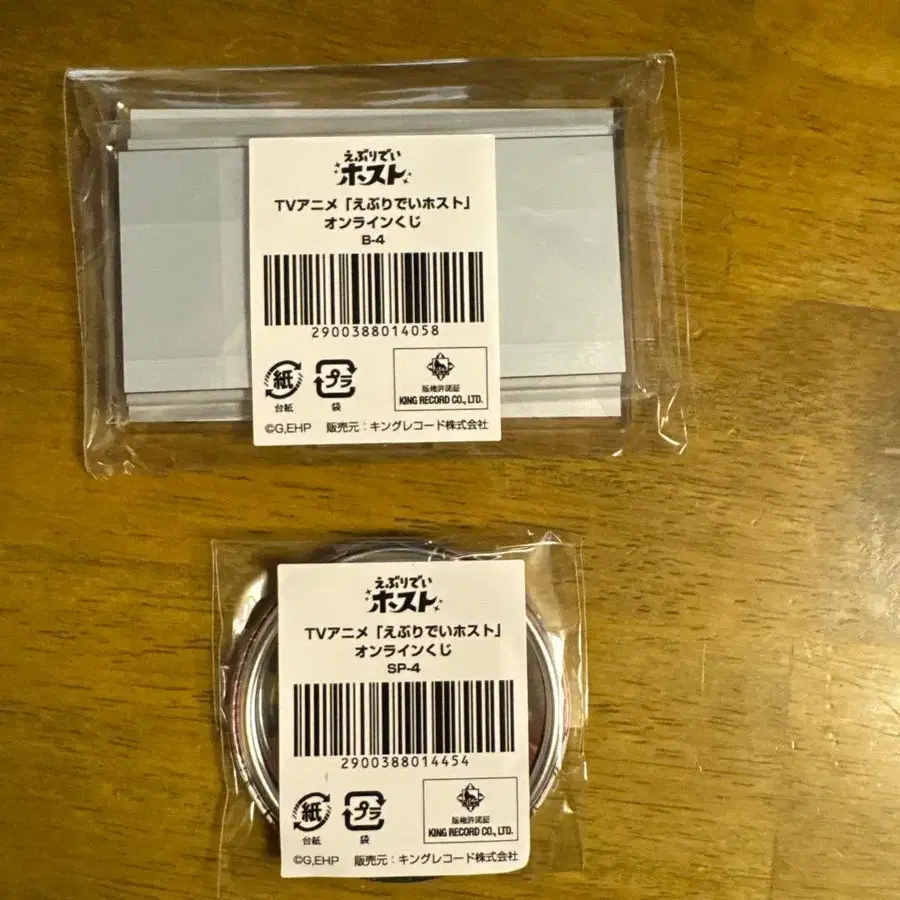 えぶりでい
ホスト
TVアニメ「えぶりでいホスト」
オンラインくじ
B-4
2900388014058
紙
プラ
台紙
袋
版権許諾証
KING RECORD CO., LTD.
©G,EHP 販売元：キングレコード株式会社
えぶりでい
ホスト
TVアニメ「えぶりでいホスト」
オンラインくじ
SP-4
2900388014454
紙
プラ
台紙
袋
版権許諾証
KING RECORD CO., LTD.
©G,EHP 販売元：キングレコード株式会社